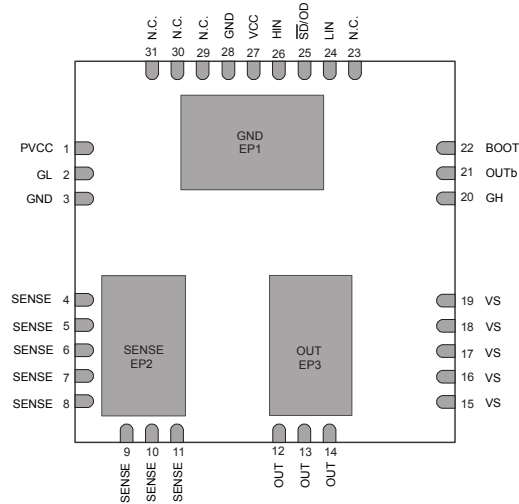 31 N.C.
30 N.C.
29 N.C.
28 GND
27 VCC
26 HIN
25 SD/OD
24 LIN
23 N.C.
GND
EP1
PVCC 1
GL 2
GND 3
22 BOOT
21 OUTb
20 GH
SENSE 4
SENSE 5
SENSE 6
SENSE 7
SENSE 8
SENSE
EP2
OUT
EP3
19 VS
18 VS
17 VS
16 VS
15 VS
9 SENSE
10 SENSE
11 SENSE
12 OUT
13 OUT
14 OUT